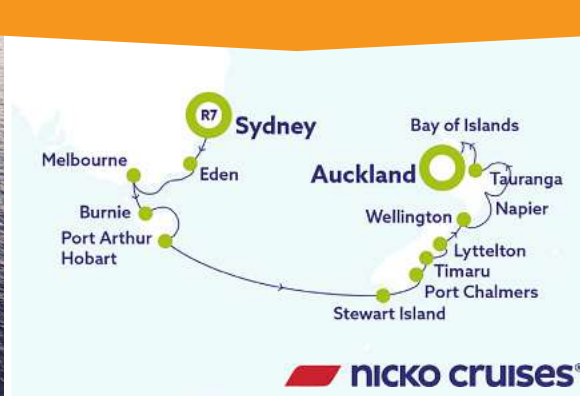 R7
Sydney
Bay of Islands
Melbourne
Eden
Auckland
Tauranga
Burnie
Wellington
Napier
Port Arthur
Hobart
Lyttelton
Timaru
Port Chalmers
Stewart Island
nicko cruises®